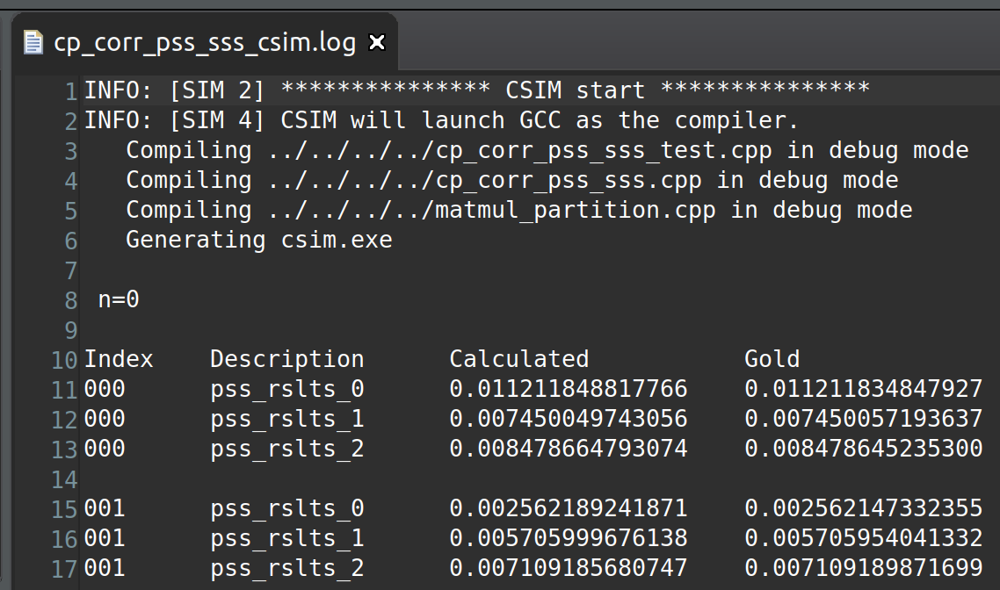 cp_corr_pss_sss_csim.log
1 INFO: [SIM 2] *************** CSIM start ***************
2 INFO: [SIM 4] CSIM will launch GCC as the compiler.
3 Compiling ../../../../cp_corr_pss_sss_test.cpp in debug mode
4 Compiling ../../../../cp_corr_pss_sss.cpp in debug mode
5 Compiling ../../../../matmul_partition.cpp in debug mode
6 Generating csim.exe
7
8 n=0
9
10 Index Description Calculated Gold
11 000 pss_rslts_0 0.011211848817766 0.011211834847927
12 000 pss_rslts_1 0.007450049743056 0.007450057193637
13 000 pss_rslts_2 0.008478664793074 0.008478645235300
14
15 001 pss_rslts_0 0.002562189241871 0.002562147332355
16 001 pss_rslts_1 0.005705999676138 0.005705954041332
17 001 pss_rslts_2 0.007109185680747 0.007109189871699